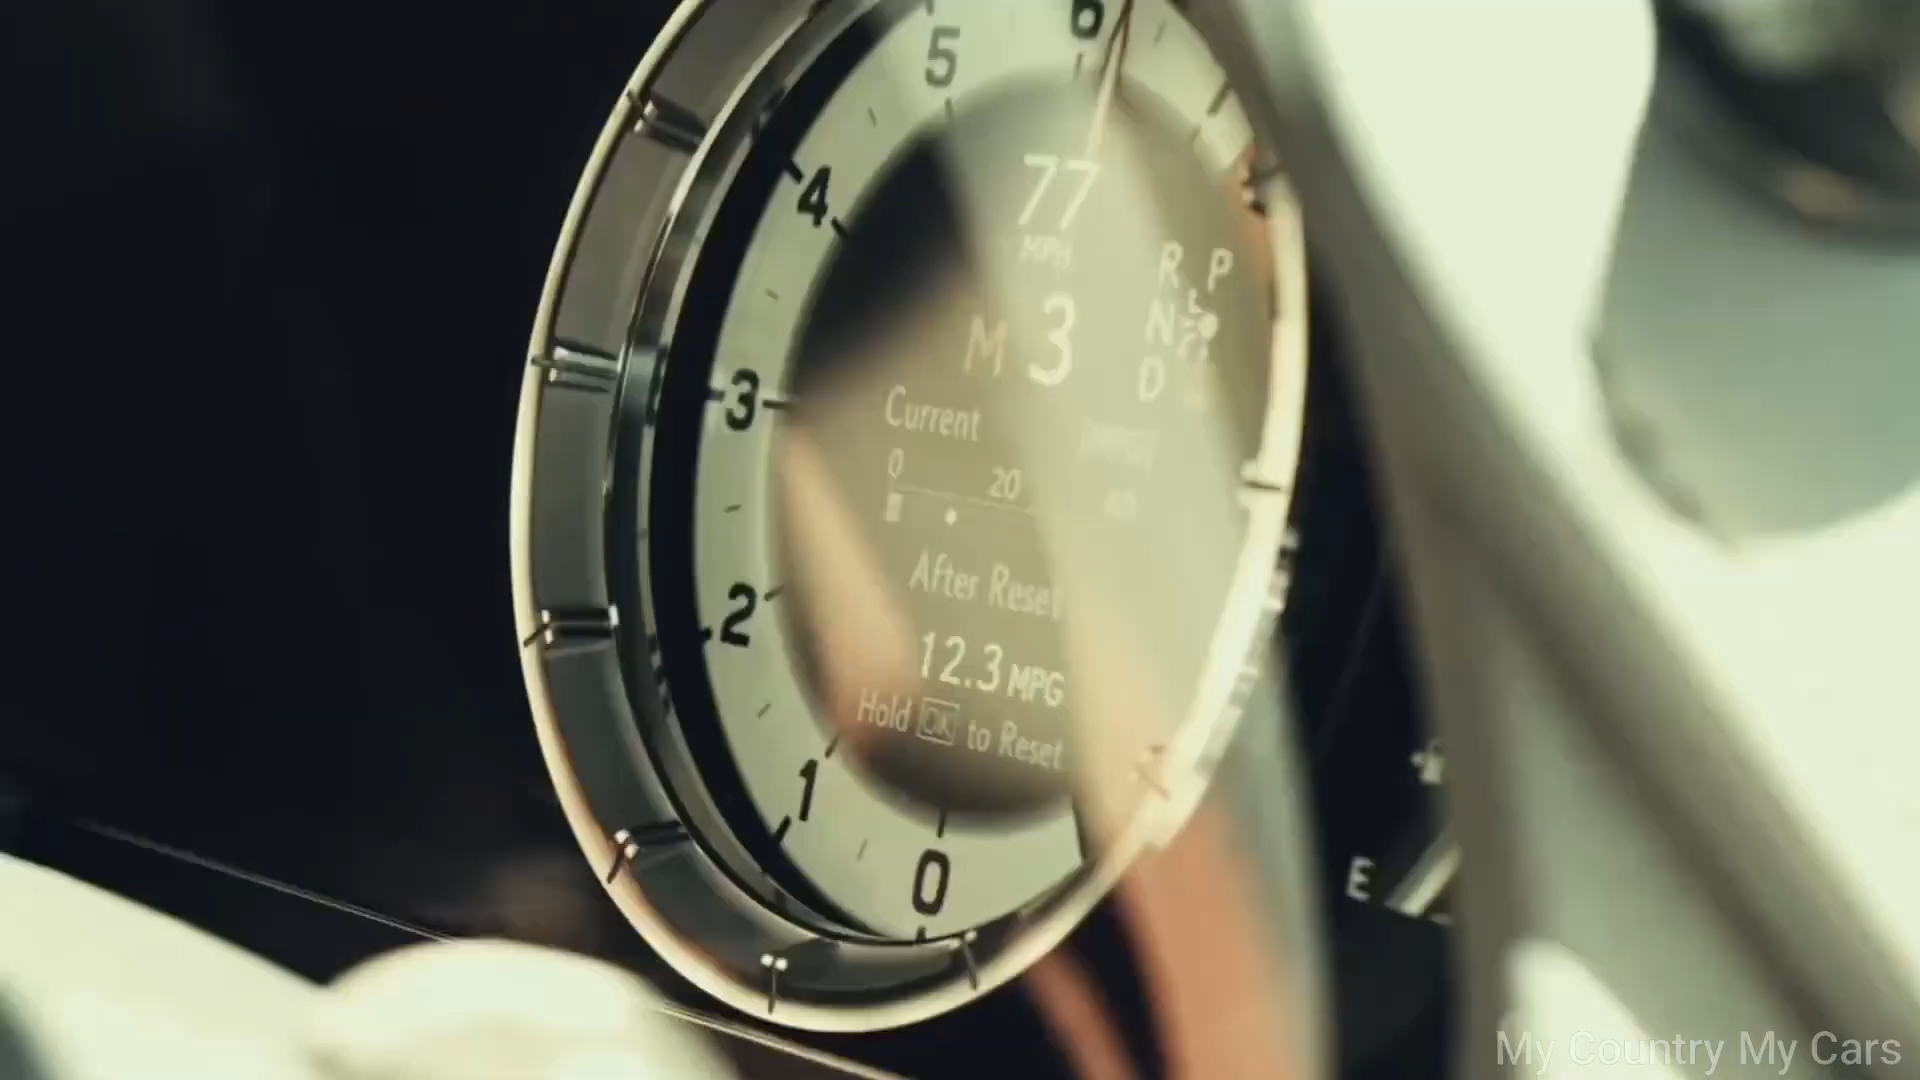 5
6
4
77
MPH
R P
N
M 3
D
3
Current
0 20
After Reset
2
12.3 MPG
Hold OK to Reset
1
0
E
My Country My Cars